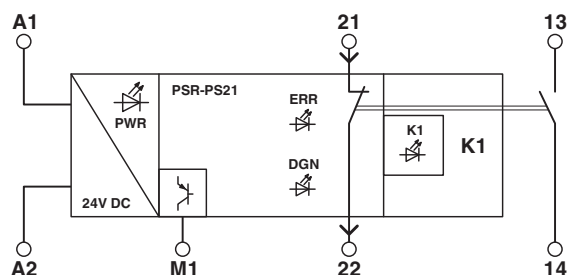 A1 21 13
PSR-PS21
ERR
PWR
K1
K1
DGN
24V DC
A2 M1 22 14